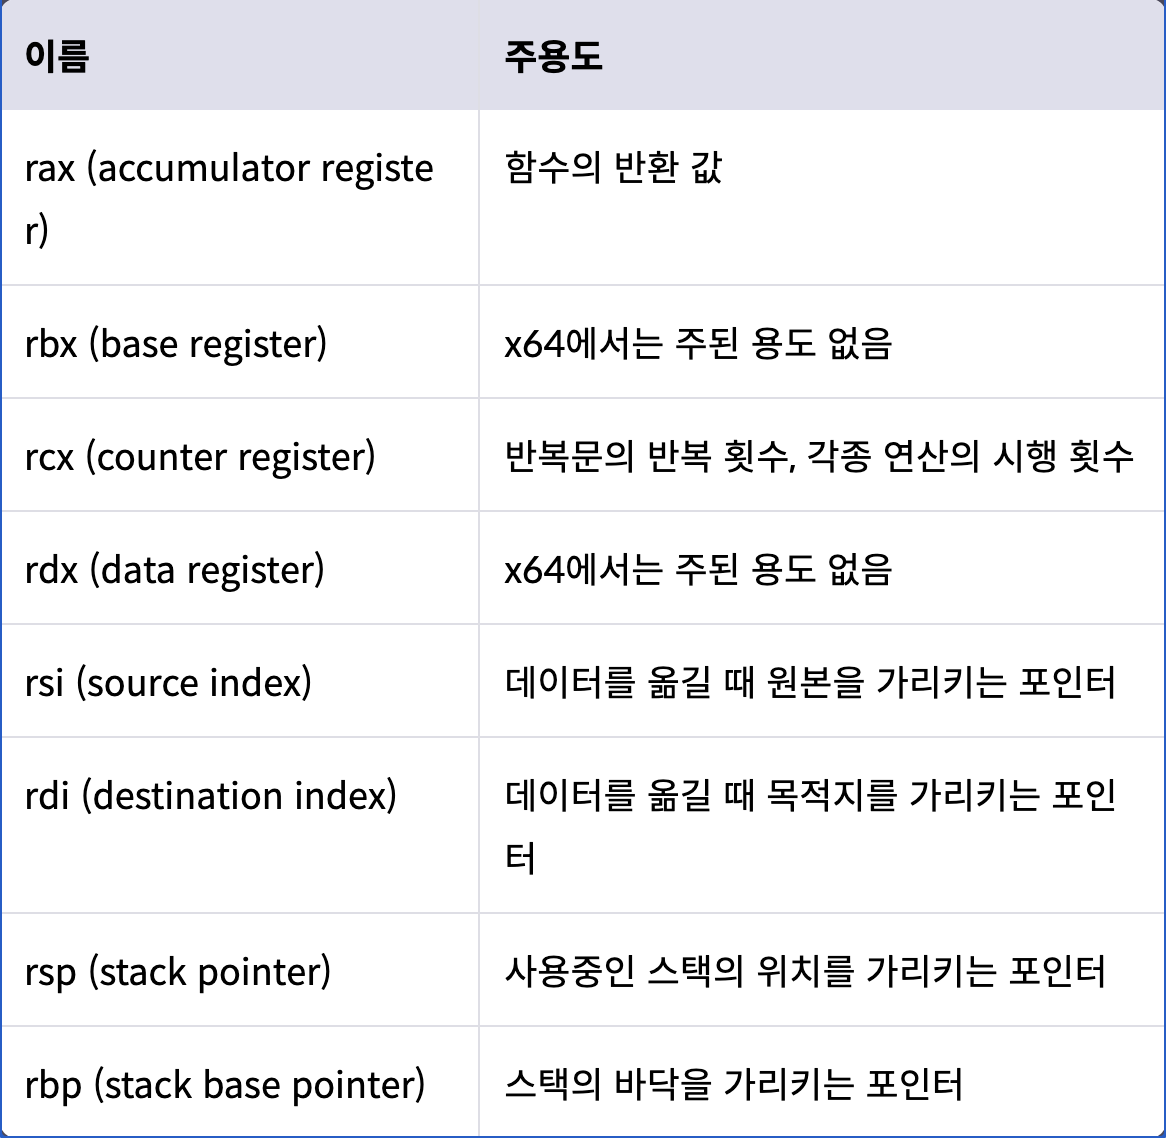 이름 주용도
rax (accumulator registe 함수의 반환 값
r)
rbx (base register) x64에서는 주된 용도 없음
rcx (counter register) 반복문의 반복 횟수, 각종 연산의 시행 횟수
rdx (data register) x64에서는 주된 용도 없음
rsi (source index) 데이터를 옮길 때 원본을 가리키는 포인터
rdi (destination index) 데이터를 옮길 때 목적지를 가리키는 포인
터
rsp (stack pointer) 사용중인 스택의 위치를 가리키는 포인터
rbp (stack base pointer) 스택의 바닥을 가리키는 포인터